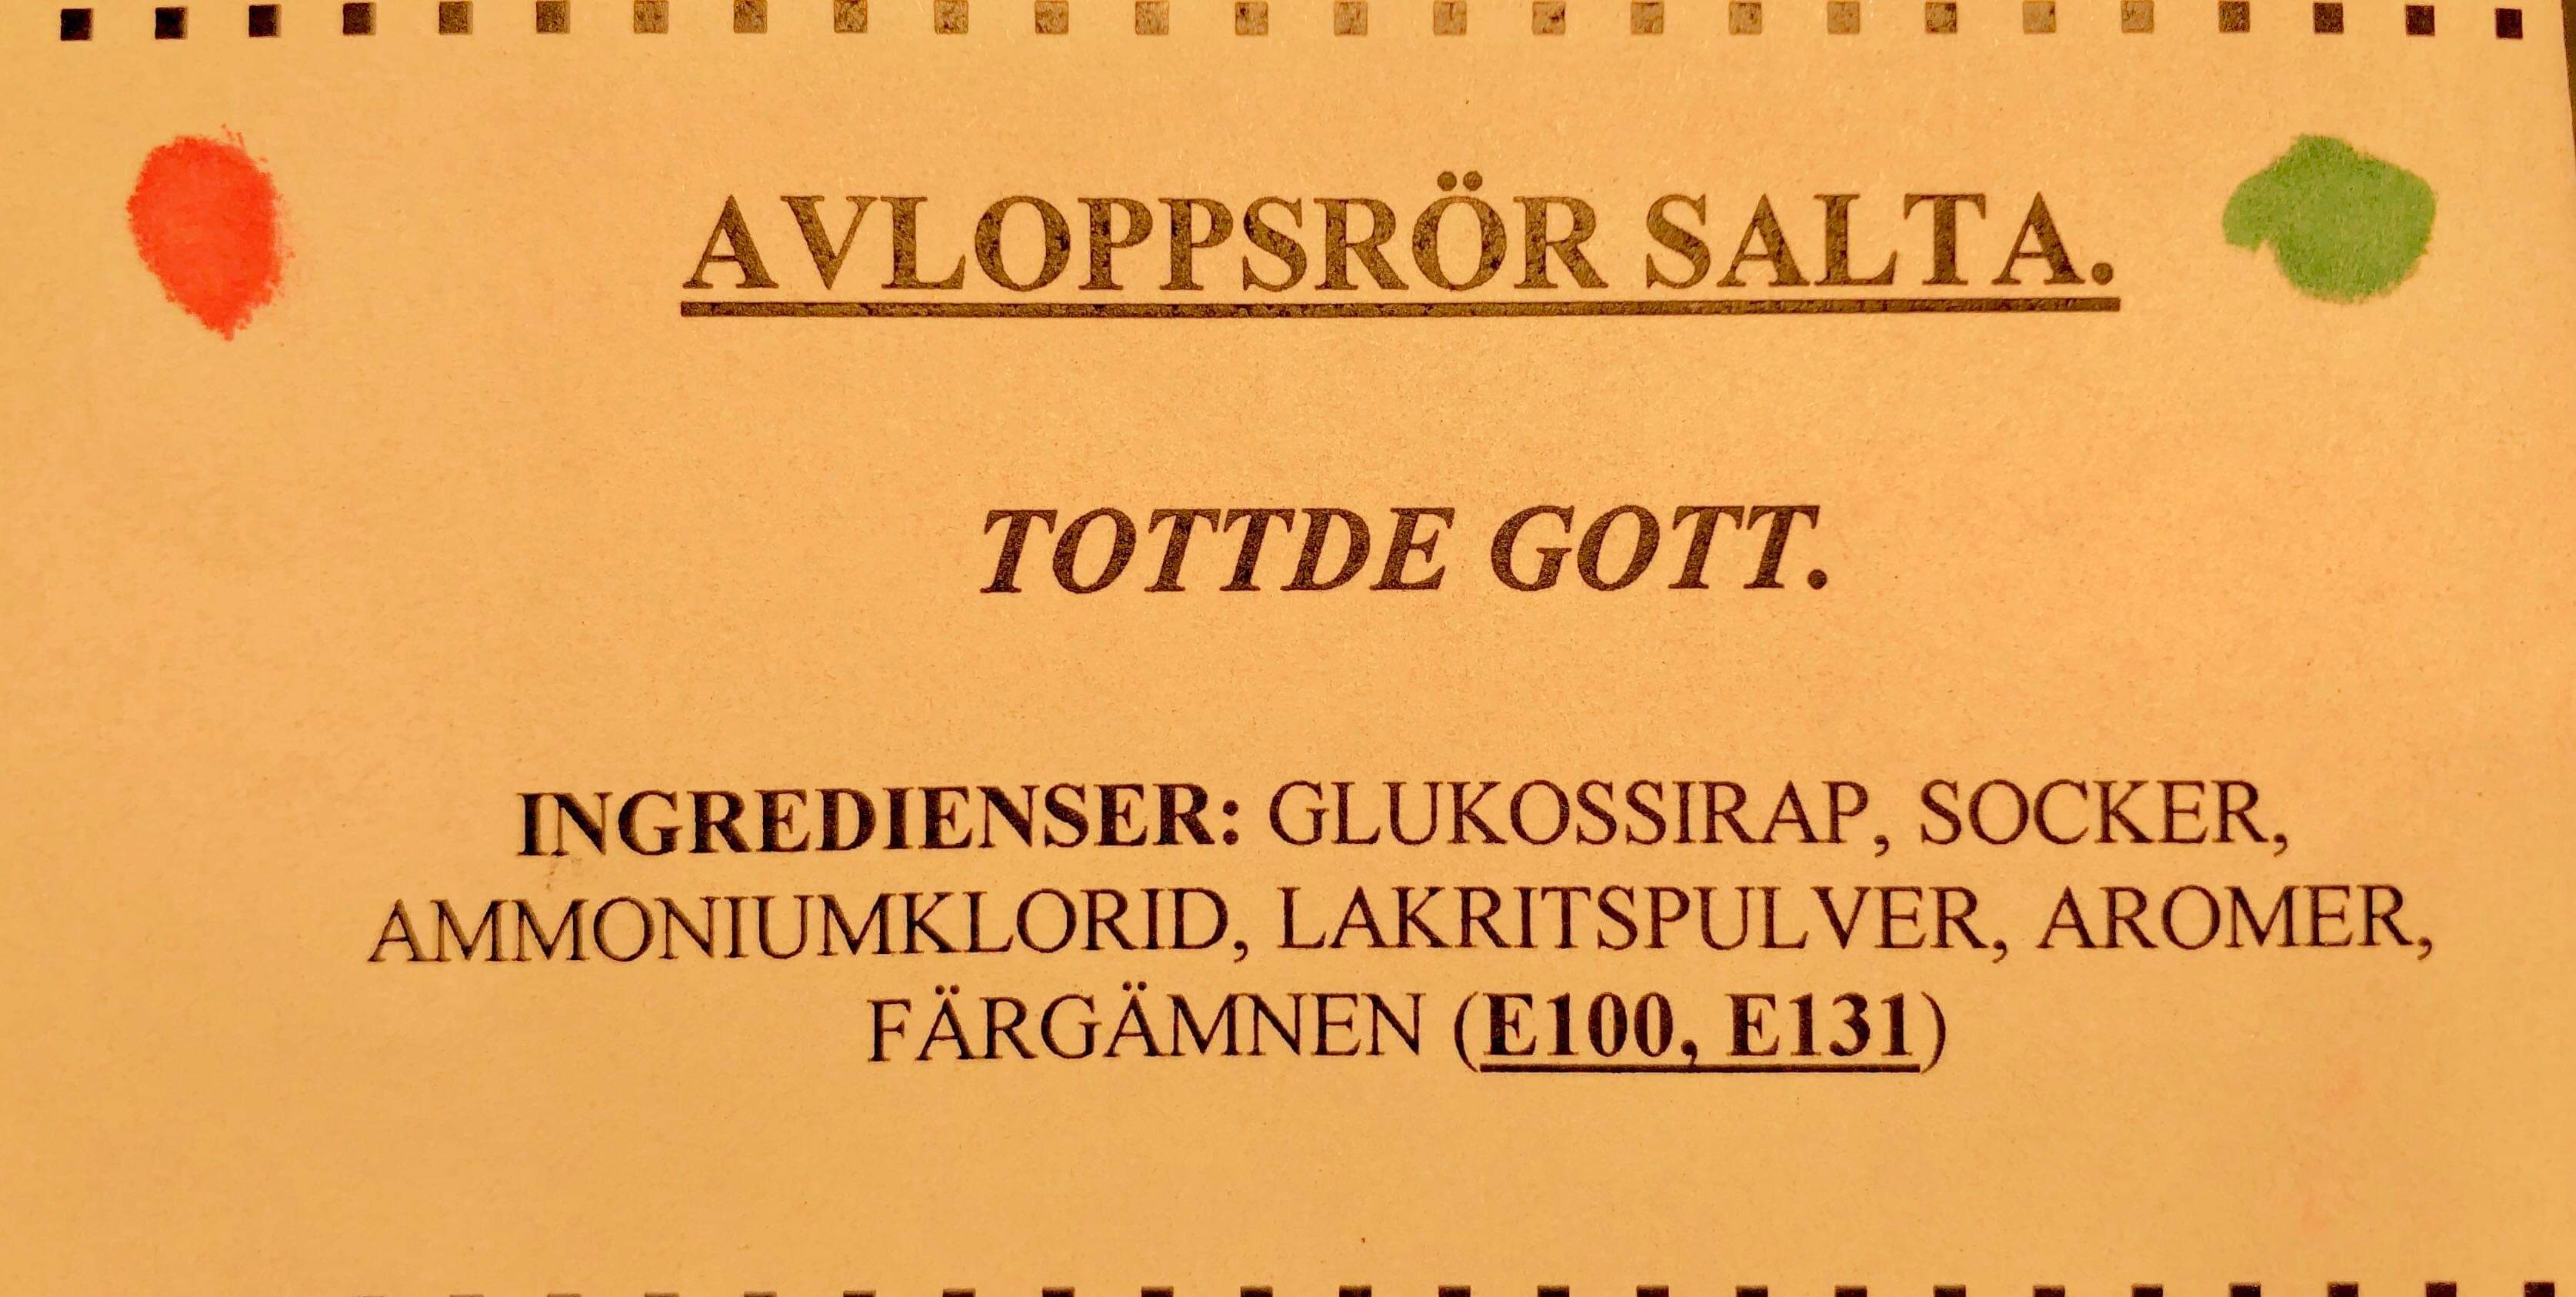 AVLOPPSRÖR SALTA.
TOTTDE GOTT.
INGREDIENSER: GLUKOSSIRAP, SOCKER,
AMMONIUMKLORID, LAKRITSPULVER, AROMER,
FÄRGÄMNEN (E100, E131)